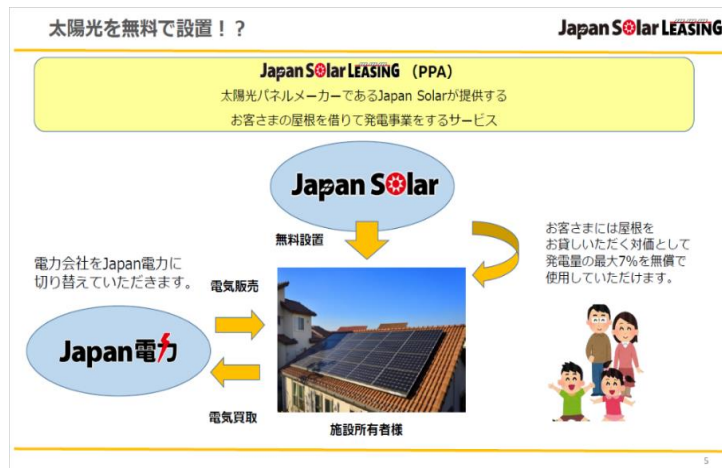 太陽光を無料で設置！？
Japan Solar LEASING
Japan Solar LEASING （PPA）
太陽光パネルメーカーであるJapan Solarが提供する
お客さまの屋根を借りて発電事業をするサービス
Japan Solar
無料設置
お客さまには屋根を
お貸しいただく対価として
発電量の最大7%を無償で
使用していただけます。
電力会社をJapan電力に
切り替えていただきます。
電気販売
Japan電力
電気買取
施設所有者様
5